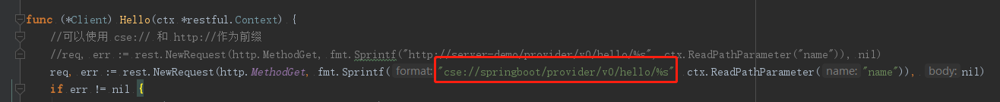 func (*Client) Hello(ctx *restful.Context) {
//可以使用 cse:// 和 http://作为前缀
//req, err := rest.NewRequest(http.MethodGet, fmt.Sprintf("http://server-demo/provider/v0/hello/%s", ctx.ReadPathParameter("name")), nil)
req, err := rest.NewRequest(http.MethodGet, fmt.Sprintf( format: "cse://springboot/provider/v0/hello/%s", ctx.ReadPathParameter( name: "name")), body: nil)
if err != nil {